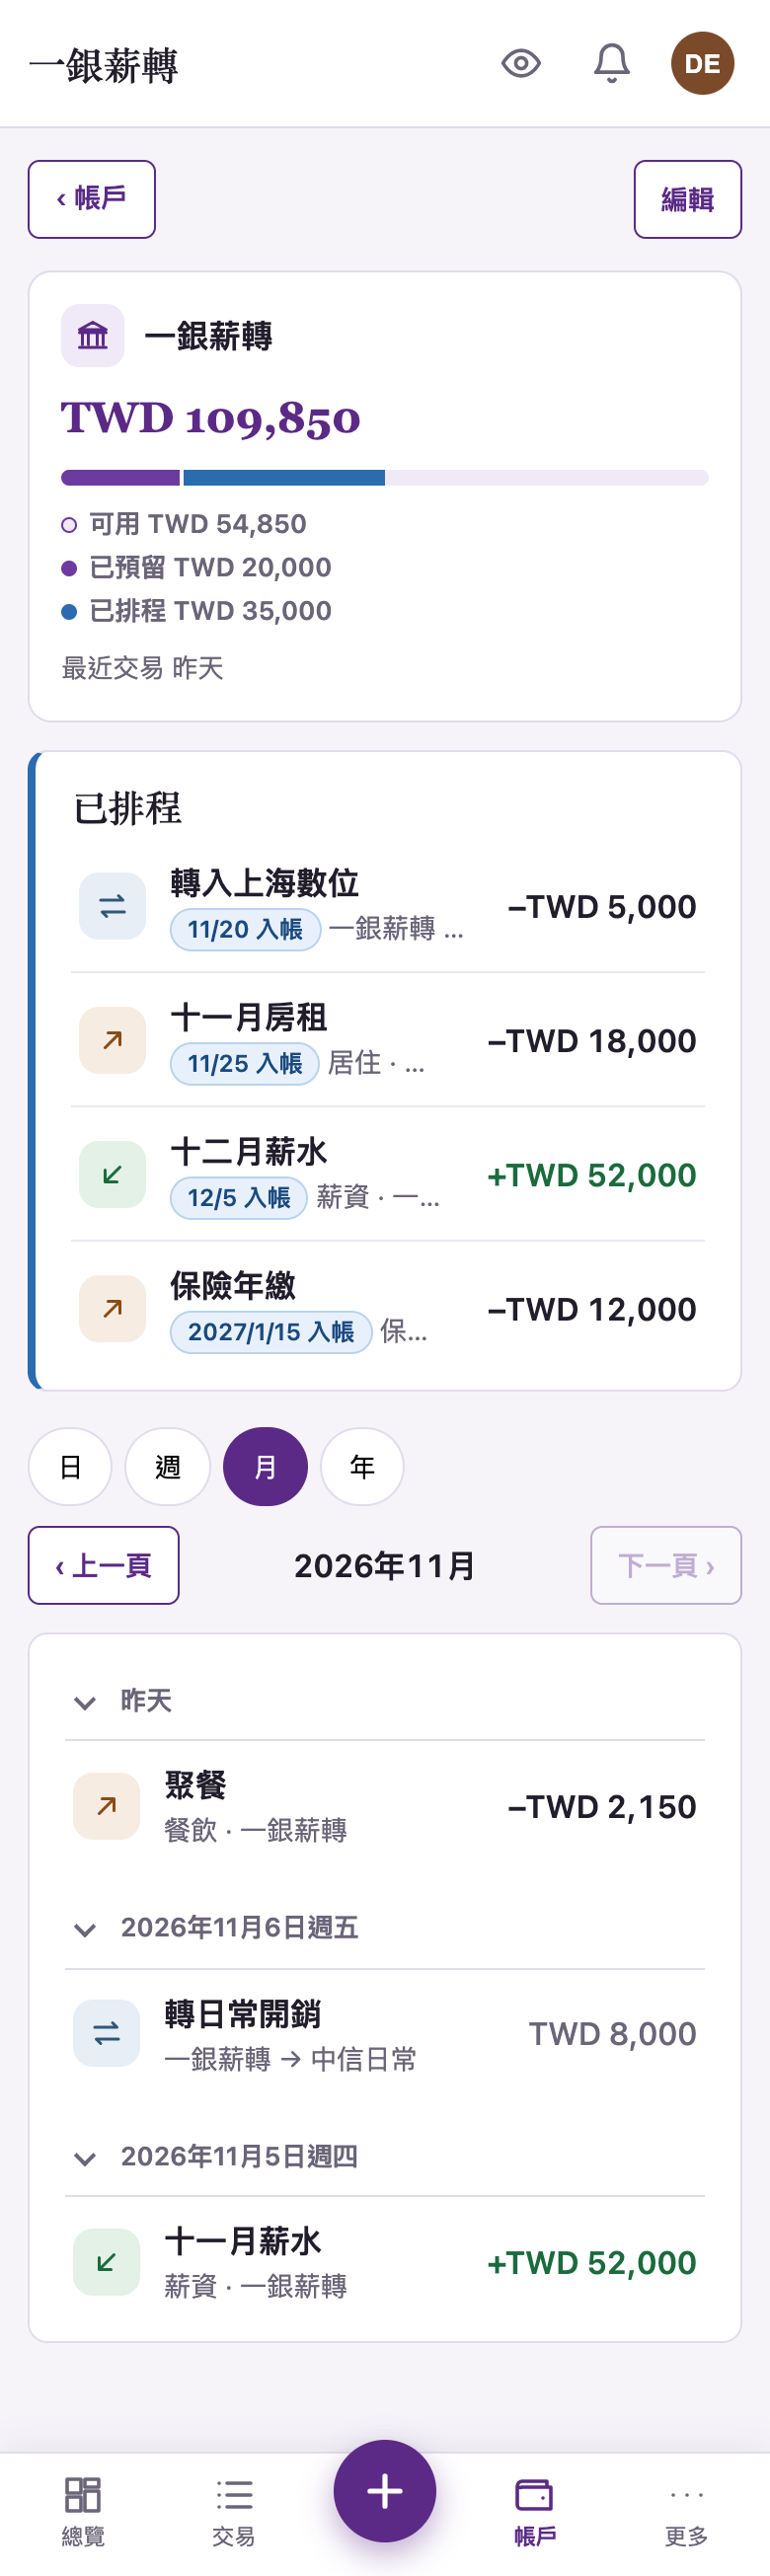 一銀薪轉
DE
‹ 帳戶
編輯
一銀薪轉
TWD 109,850
可用 TWD 54,850
已預留 TWD 20,000
已排程 TWD 35,000
最近交易 昨天
已排程
轉入上海數位
11/20 入帳 一銀薪轉 ...
–TWD 5,000
十一月房租
11/25 入帳 居住 · ...
–TWD 18,000
十二月薪水
12/5 入帳 薪資 · 一...
+TWD 52,000
保險年繳
2027/1/15 入帳 保...
–TWD 12,000
日 週 月 年
‹ 上一頁 2026年11月 下一頁 ›
昨天
聚餐
餐飲 · 一銀薪轉
–TWD 2,150
2026年11月6日週五
轉日常開銷
一銀薪轉 → 中信日常
TWD 8,000
2026年11月5日週四
十一月薪水
薪資 · 一銀薪轉
+TWD 52,000
總覽
交易
帳戶
更多